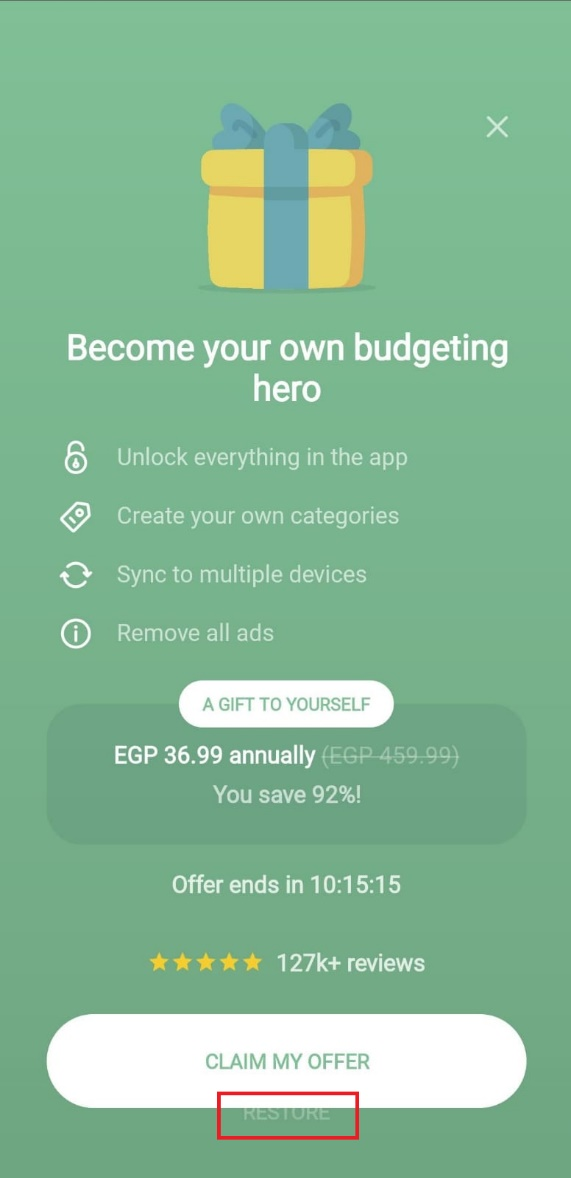 Become your own budgeting
hero
Unlock everything in the app
Create your own categories
Sync to multiple devices
Remove all ads
A GIFT TO YOURSELF
EGP 36.99 annually (EGP 459.99)
You save 92%!
Offer ends in 10:15:15
127k+ reviews
CLAIM MY OFFER
RESTORE